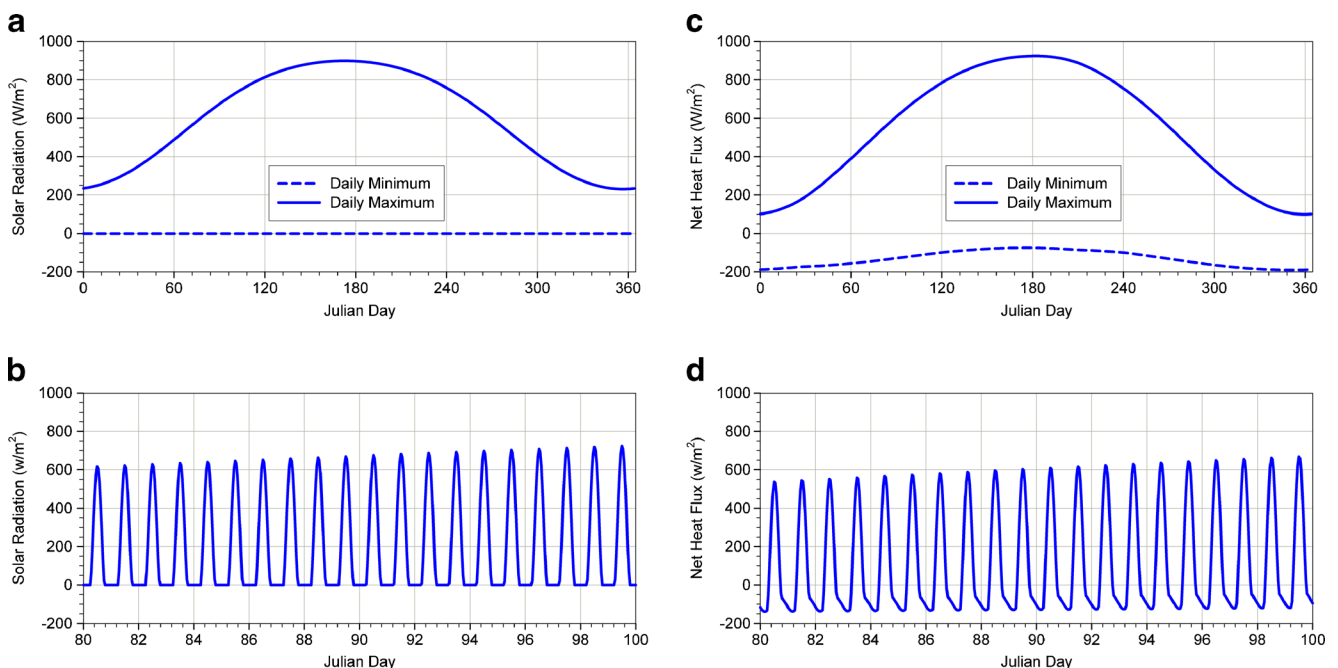 a
Solar Radiation (W/m²)
1000
800
600
400
200
0
-200
Daily Minimum
Daily Maximum
0 60 120 180 240 300 360
Julian Day
c
Net Heat Flux (W/m²)
1000
800
600
400
200
0
-200
Daily Minimum
Daily Maximum
0 60 120 180 240 300 360
Julian Day
b
Solar Radiation (w/m²)
1000
800
600
400
200
0
-200
80 82 84 86 88 90 92 94 96 98 100
Julian Day
d
Net Heat Flux (w/m²)
1000
800
600
400
200
0
-200
80 82 84 86 88 90 92 94 96 98 100
Julian Day